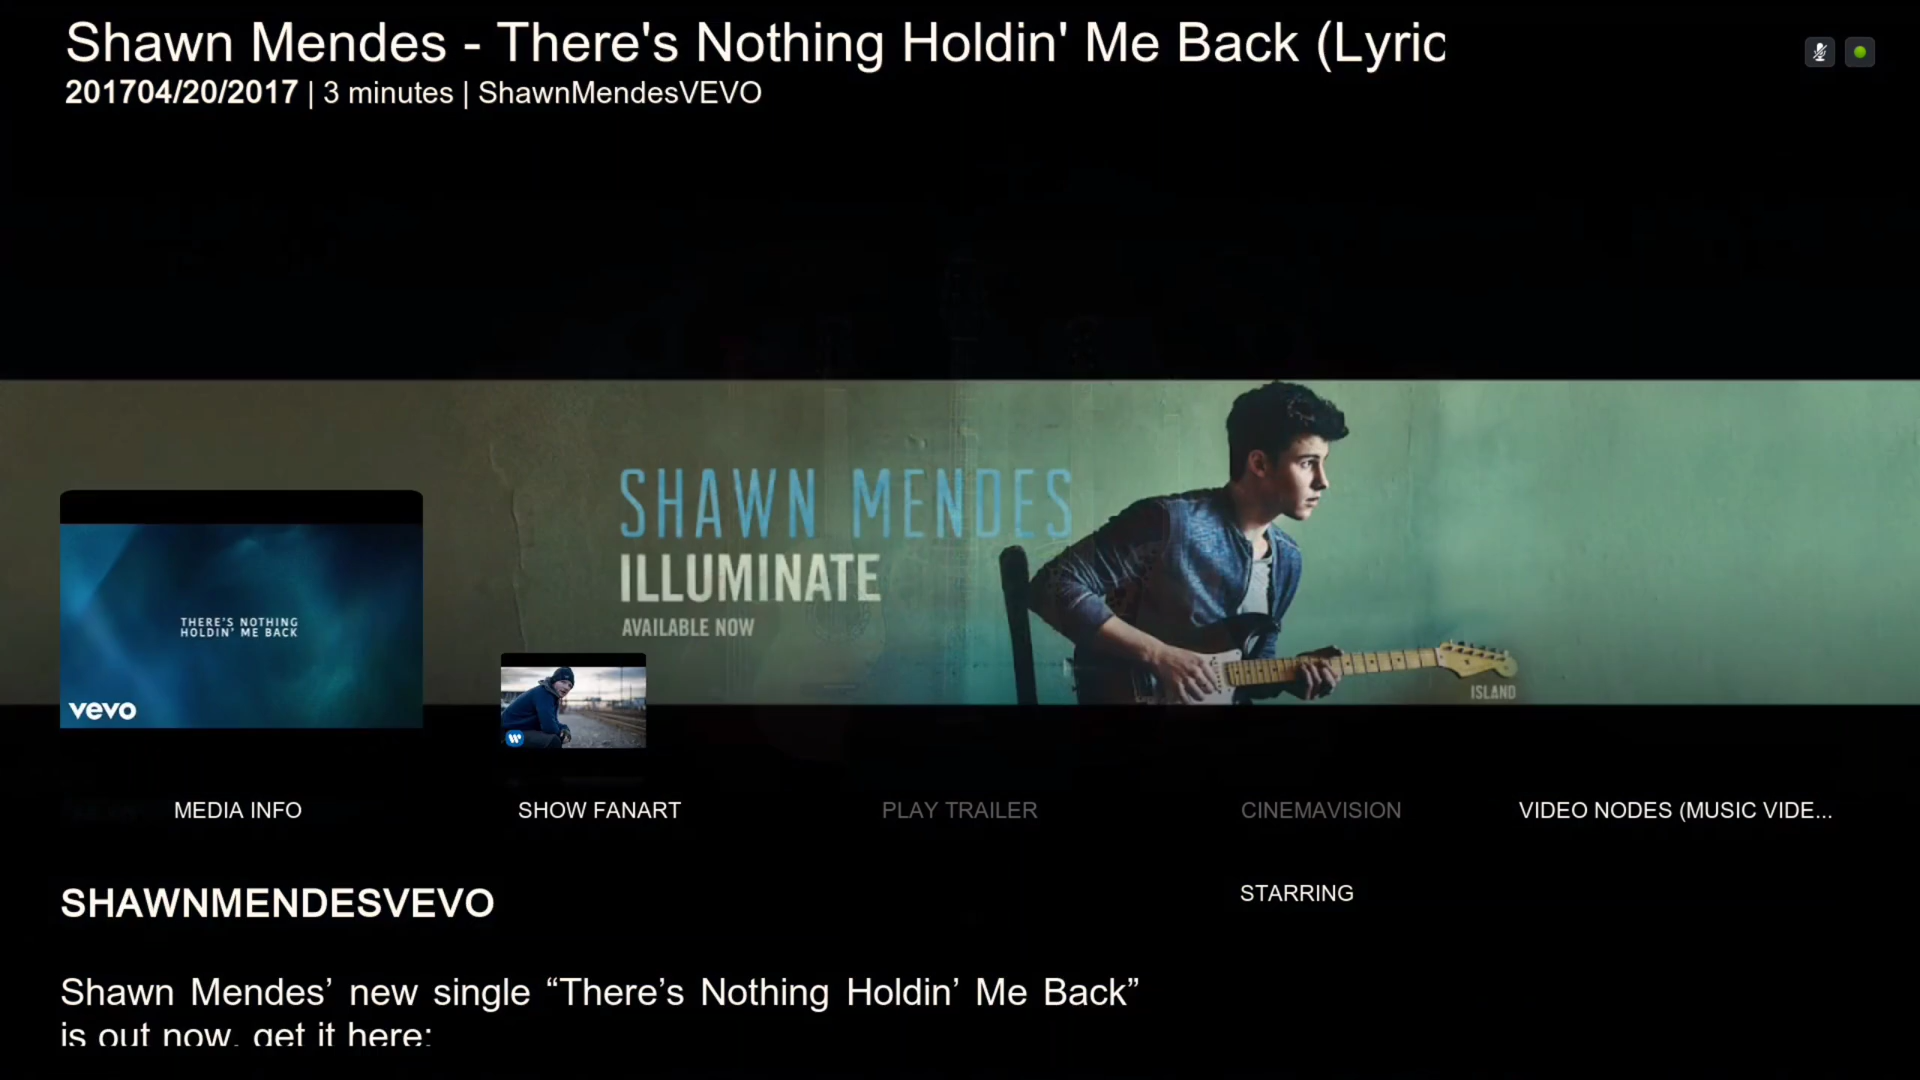 Shawn Mendes - There's Nothing Holdin' Me Back (Lyric
201704/20/2017 | 3 minutes | ShawnMendesVEVO
SHAWN MENDES
ILLUMINATE
AVAILABLE NOW
ISLAND
THERE'S NOTHING
HOLDIN' ME BACK
vevo
MEDIA INFO
SHOW FANART
PLAY TRAILER
CINEMAVISION
VIDEO NODES (MUSIC VIDE...
SHAWNMENDESVEVO
STARRING
Shawn Mendes’ new single “There’s Nothing Holdin’ Me Back”
is out now, get it here: